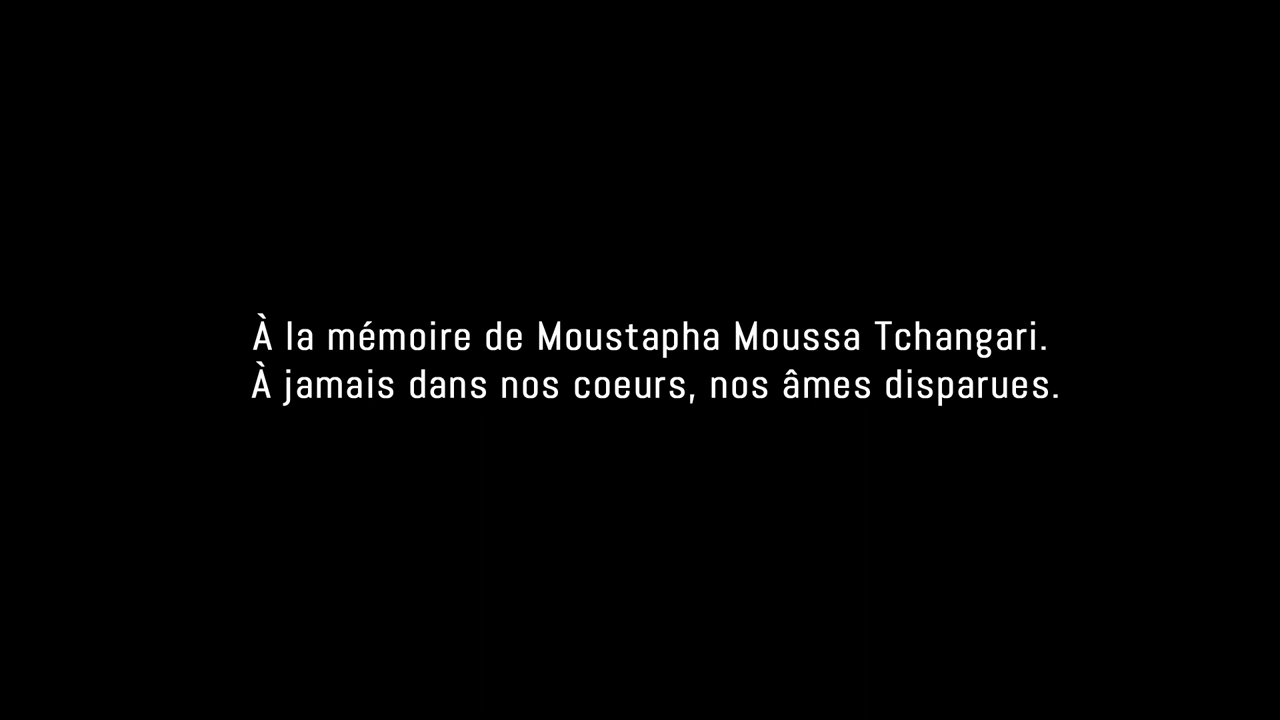 À la mémoire de Moustapha Moussa Tchangari.
À jamais dans nos coeurs, nos âmes disparues.